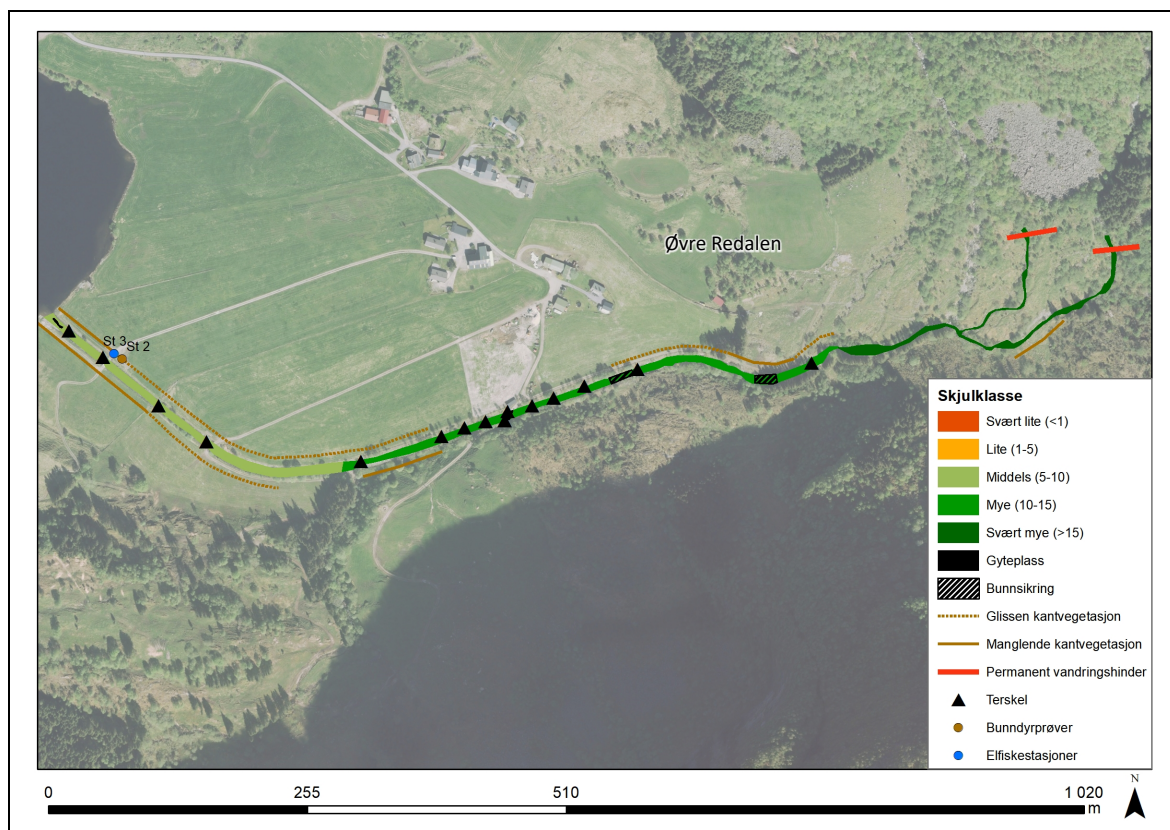 Øvre Redalen
St 3
St 2
Skjulklasse
Svært lite (<1)
Lite (1-5)
Middels (5-10)
Mye (10-15)
Svært mye (>15)
Gyteplass
Bunnsikring
Glissen kantvegetasjon
Manglende kantvegetasjon
Permanent vandringshinder
Terskel
Bunndyrprøver
Elfiskestasjoner
0 255 510 1 020
m
N